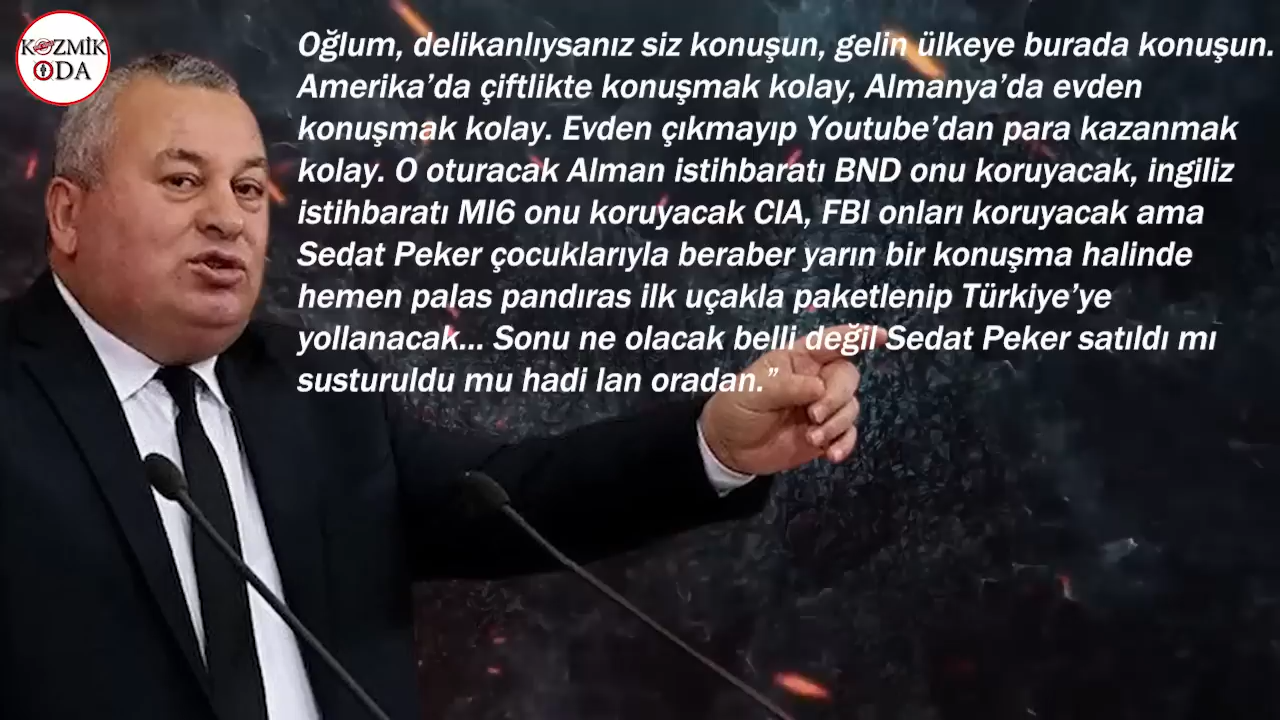 KOZMİK
ODA
Oğlum, delikanlıysanız siz konuşun, gelin ülkeye burada konuşun.
Amerika’da çiftlikte konuşmak kolay, Almanya’da evden
konuşmak kolay. Evden çıkmayıp Youtube’dan para kazanmak
kolay. O oturacak Alman istihbaratı BND onu koruyacak, ingiliz
istihbaratı MI6 onu koruyacak CIA, FBI onları koruyacak ama
Sedat Peker çocuklarıyla beraber yarın bir konuşma halinde
hemen palas pandıras ilk uçakla paketlenip Türkiye’ye
yollanacak... Sonu ne olacak belli değil Sedat Peker satıldı mı
susturuldu mu hadi lan oradan.”